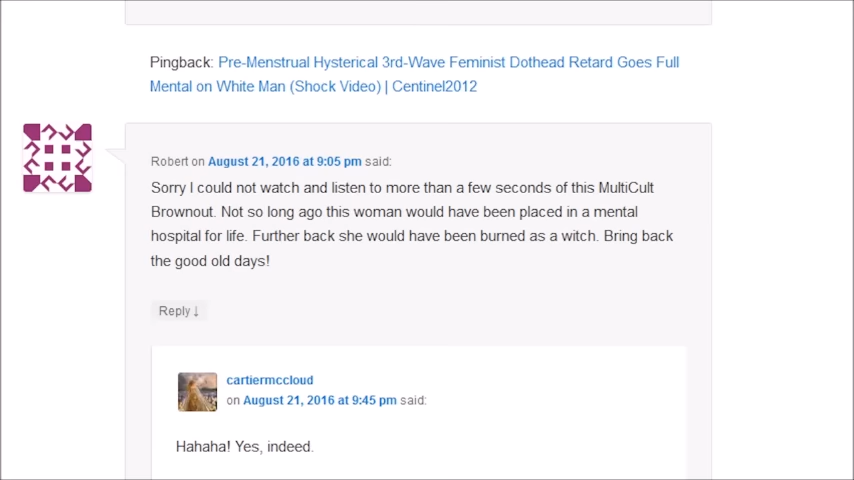 Pingback: Pre-Menstrual Hysterical 3rd-Wave Feminist Dothead Retard Goes Full
Mental on White Man (Shock Video) | Centinel2012
Robert on August 21, 2016 at 9:05 pm said:
Sorry I could not watch and listen to more than a few seconds of this MultiCult
Brownout. Not so long ago this woman would have been placed in a mental
hospital for life. Further back she would have been burned as a witch. Bring back
the good old days!
Reply ↓
cartiermccloud
on August 21, 2016 at 9:45 pm said:
Hahaha! Yes, indeed.